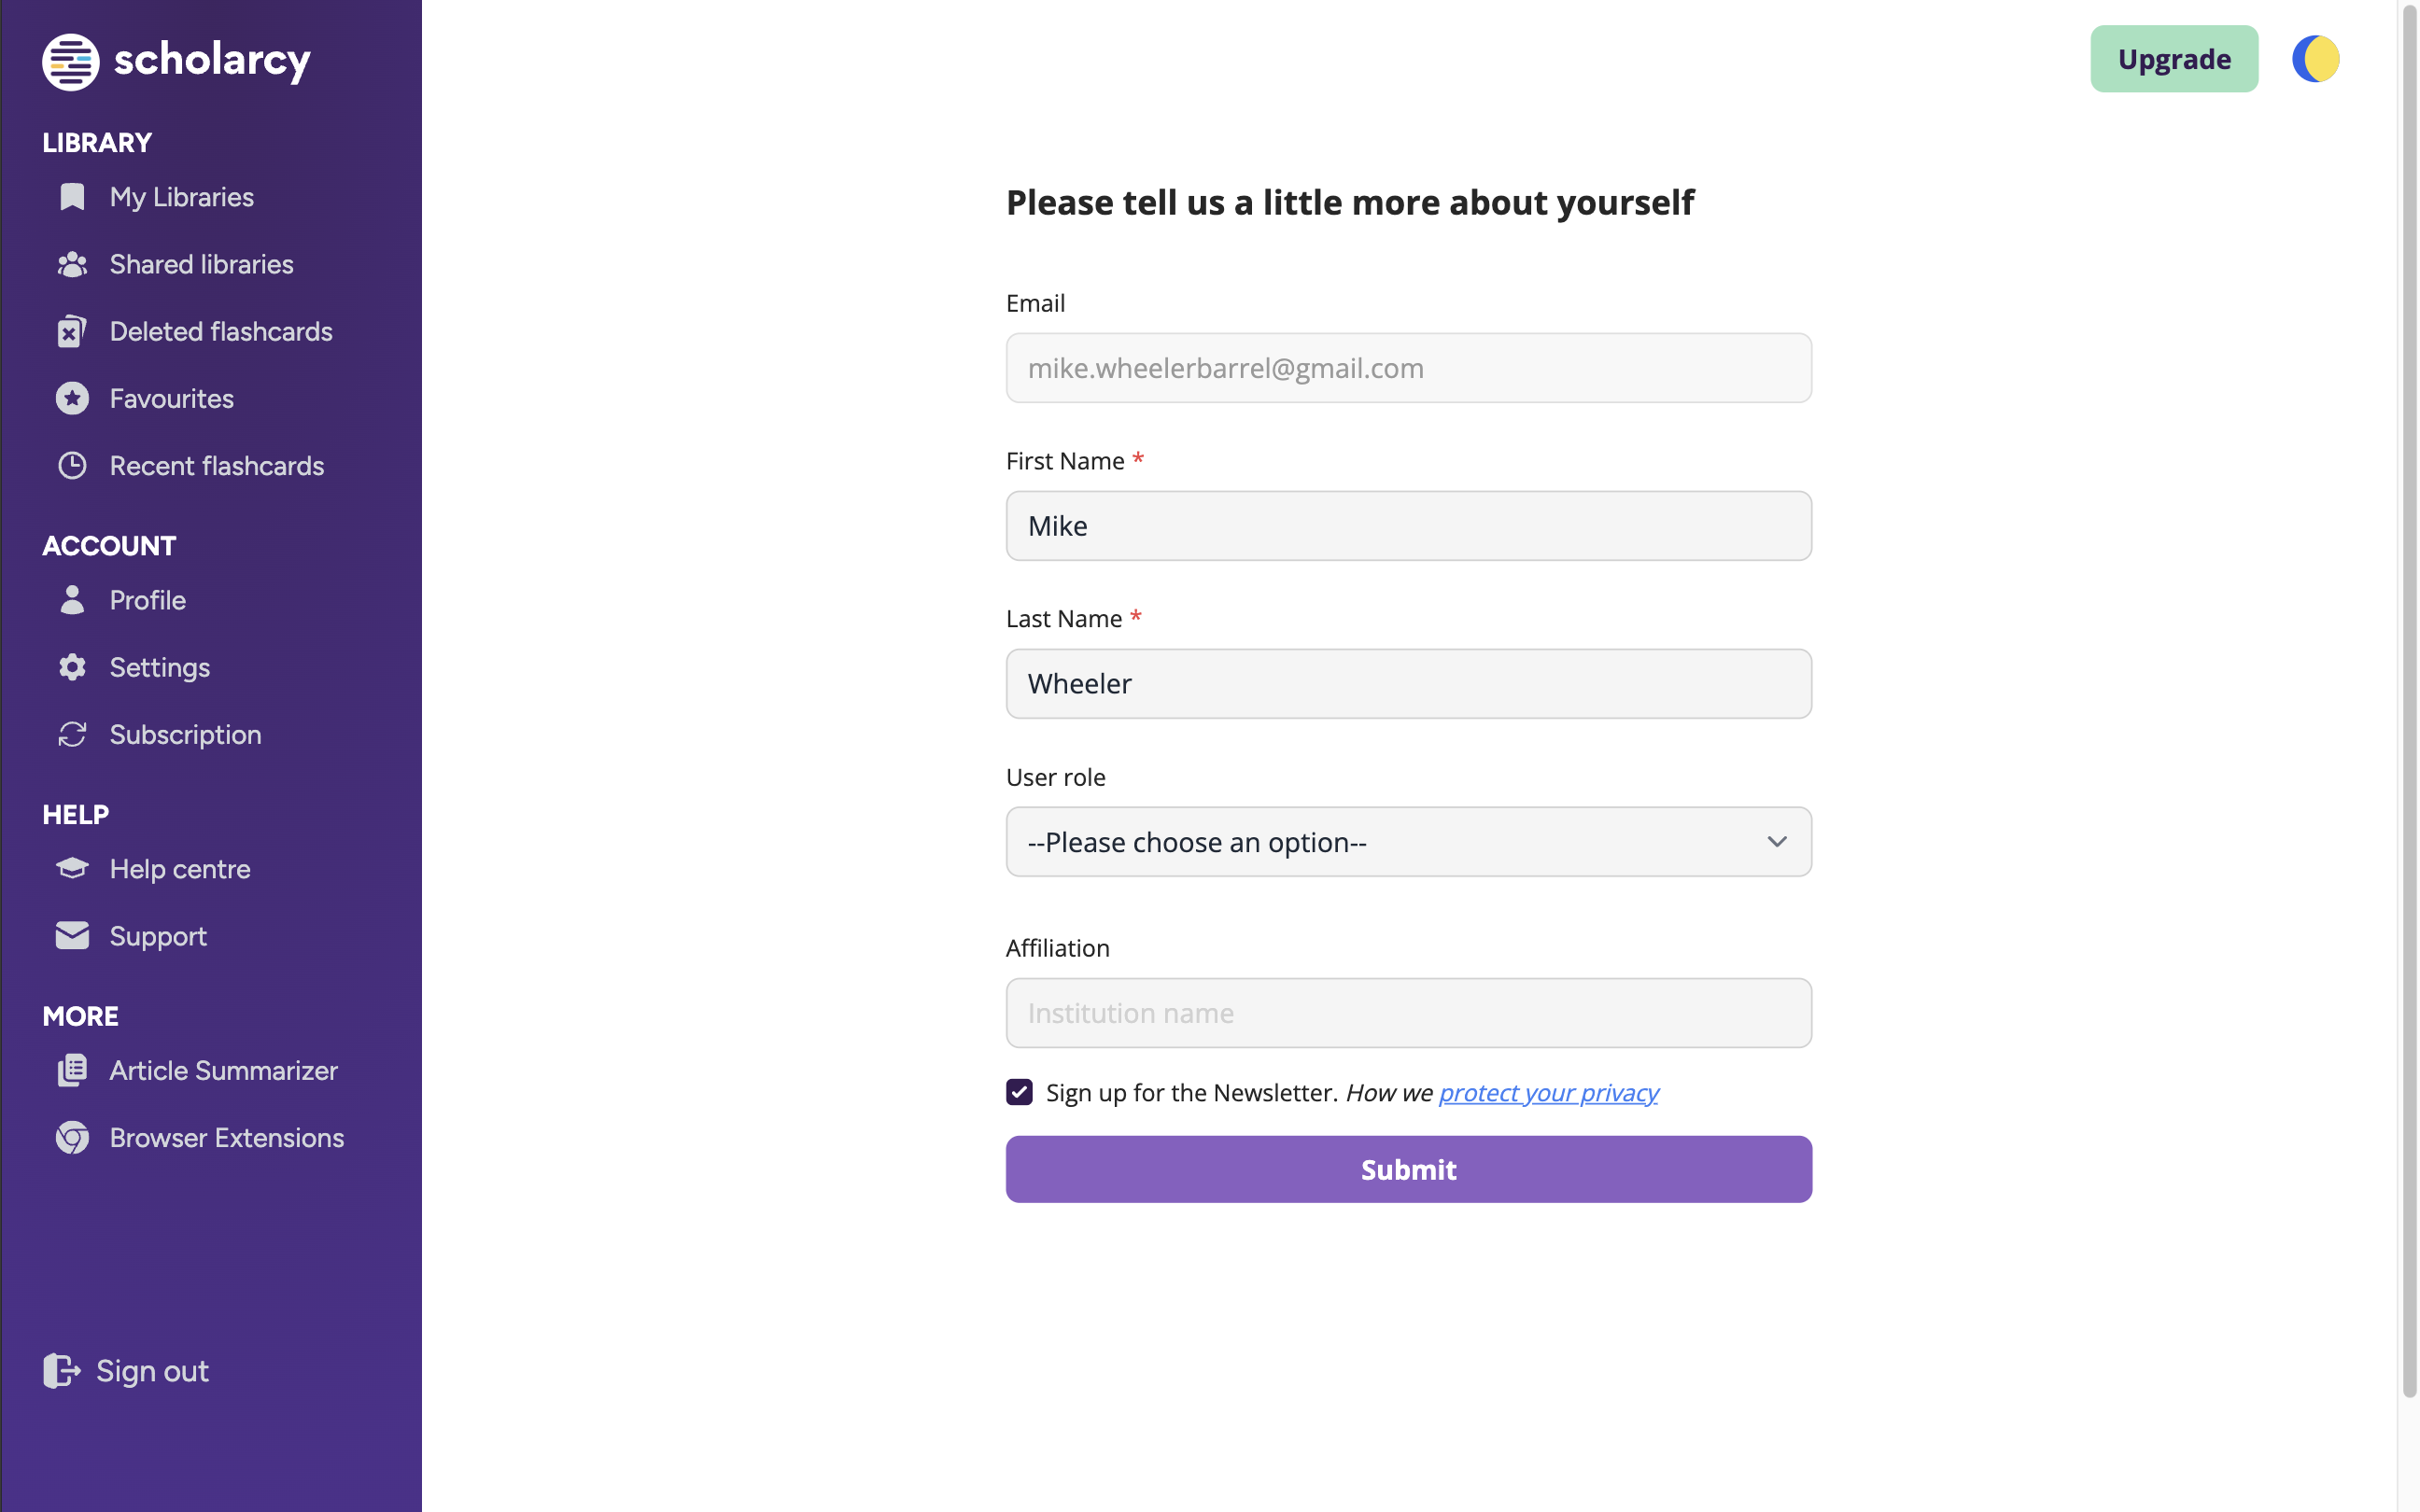 scholarcy
LIBRARY
My Libraries
Shared libraries
Deleted flashcards
Favourites
Recent flashcards
ACCOUNT
Profile
Settings
Subscription
HELP
Help centre
Support
MORE
Article Summarizer
Browser Extensions
Sign out
Upgrade
Please tell us a little more about yourself
Email
mike.wheelerbarrel@gmail.com
First Name *
Mike
Last Name *
Wheeler
User role
--Please choose an option--
Affiliation
Institution name
Sign up for the Newsletter. How we protect your privacy
Submit